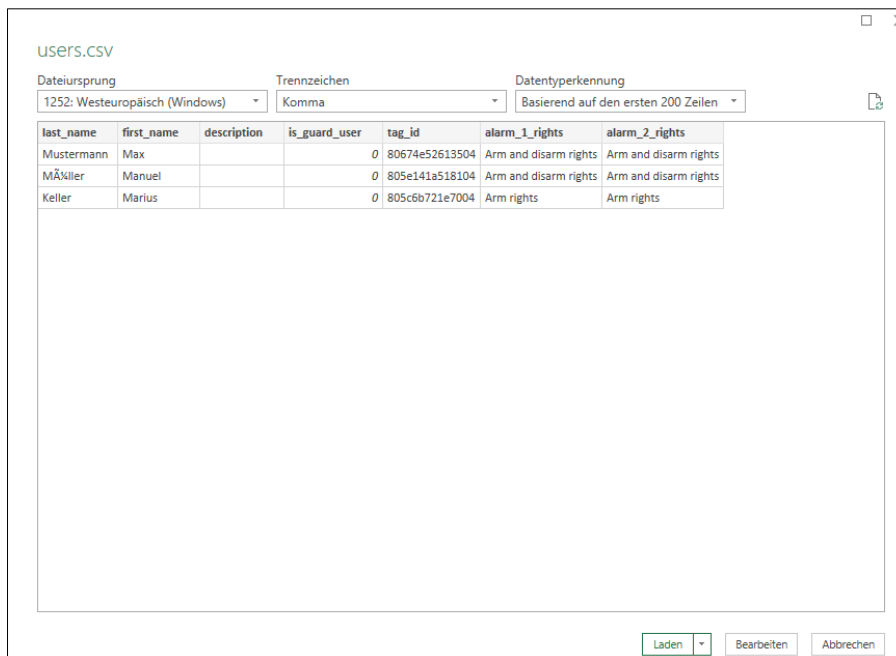 users.csv
Dateiursprung Trennzeichen Datentyperkennung
1252: Westeuropäisch (Windows) Komma Basierend auf den ersten 200 Zeilen
last_name first_name description is_guard_user tag_id alarm_1_rights alarm_2_rights
Mustermann Max 0 80674e52613504 Arm and disarm rights Arm and disarm rights
MÃ¼ller Manuel 0 805e141a518104 Arm and disarm rights Arm and disarm rights
Keller Marius 0 805c6b721e7004 Arm rights Arm rights
Laden Bearbeiten Abbrechen